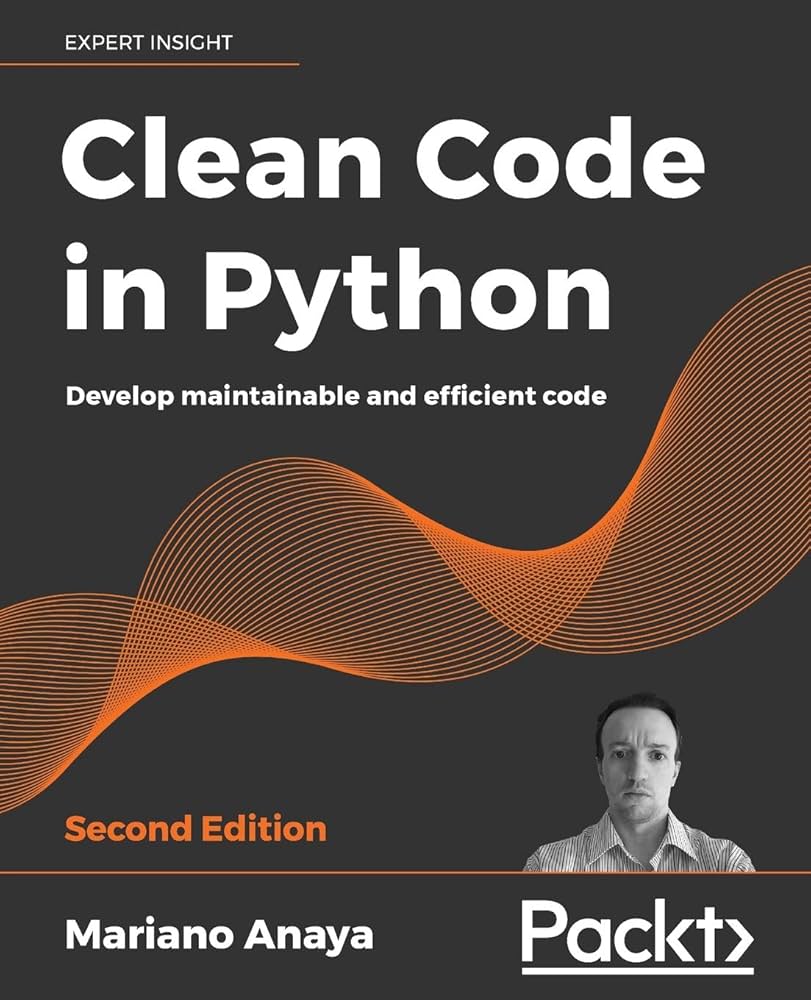 EXPERT INSIGHT
Clean Code
in Python
Develop maintainable and efficient code
Second Edition
Mariano Anaya
Packt>